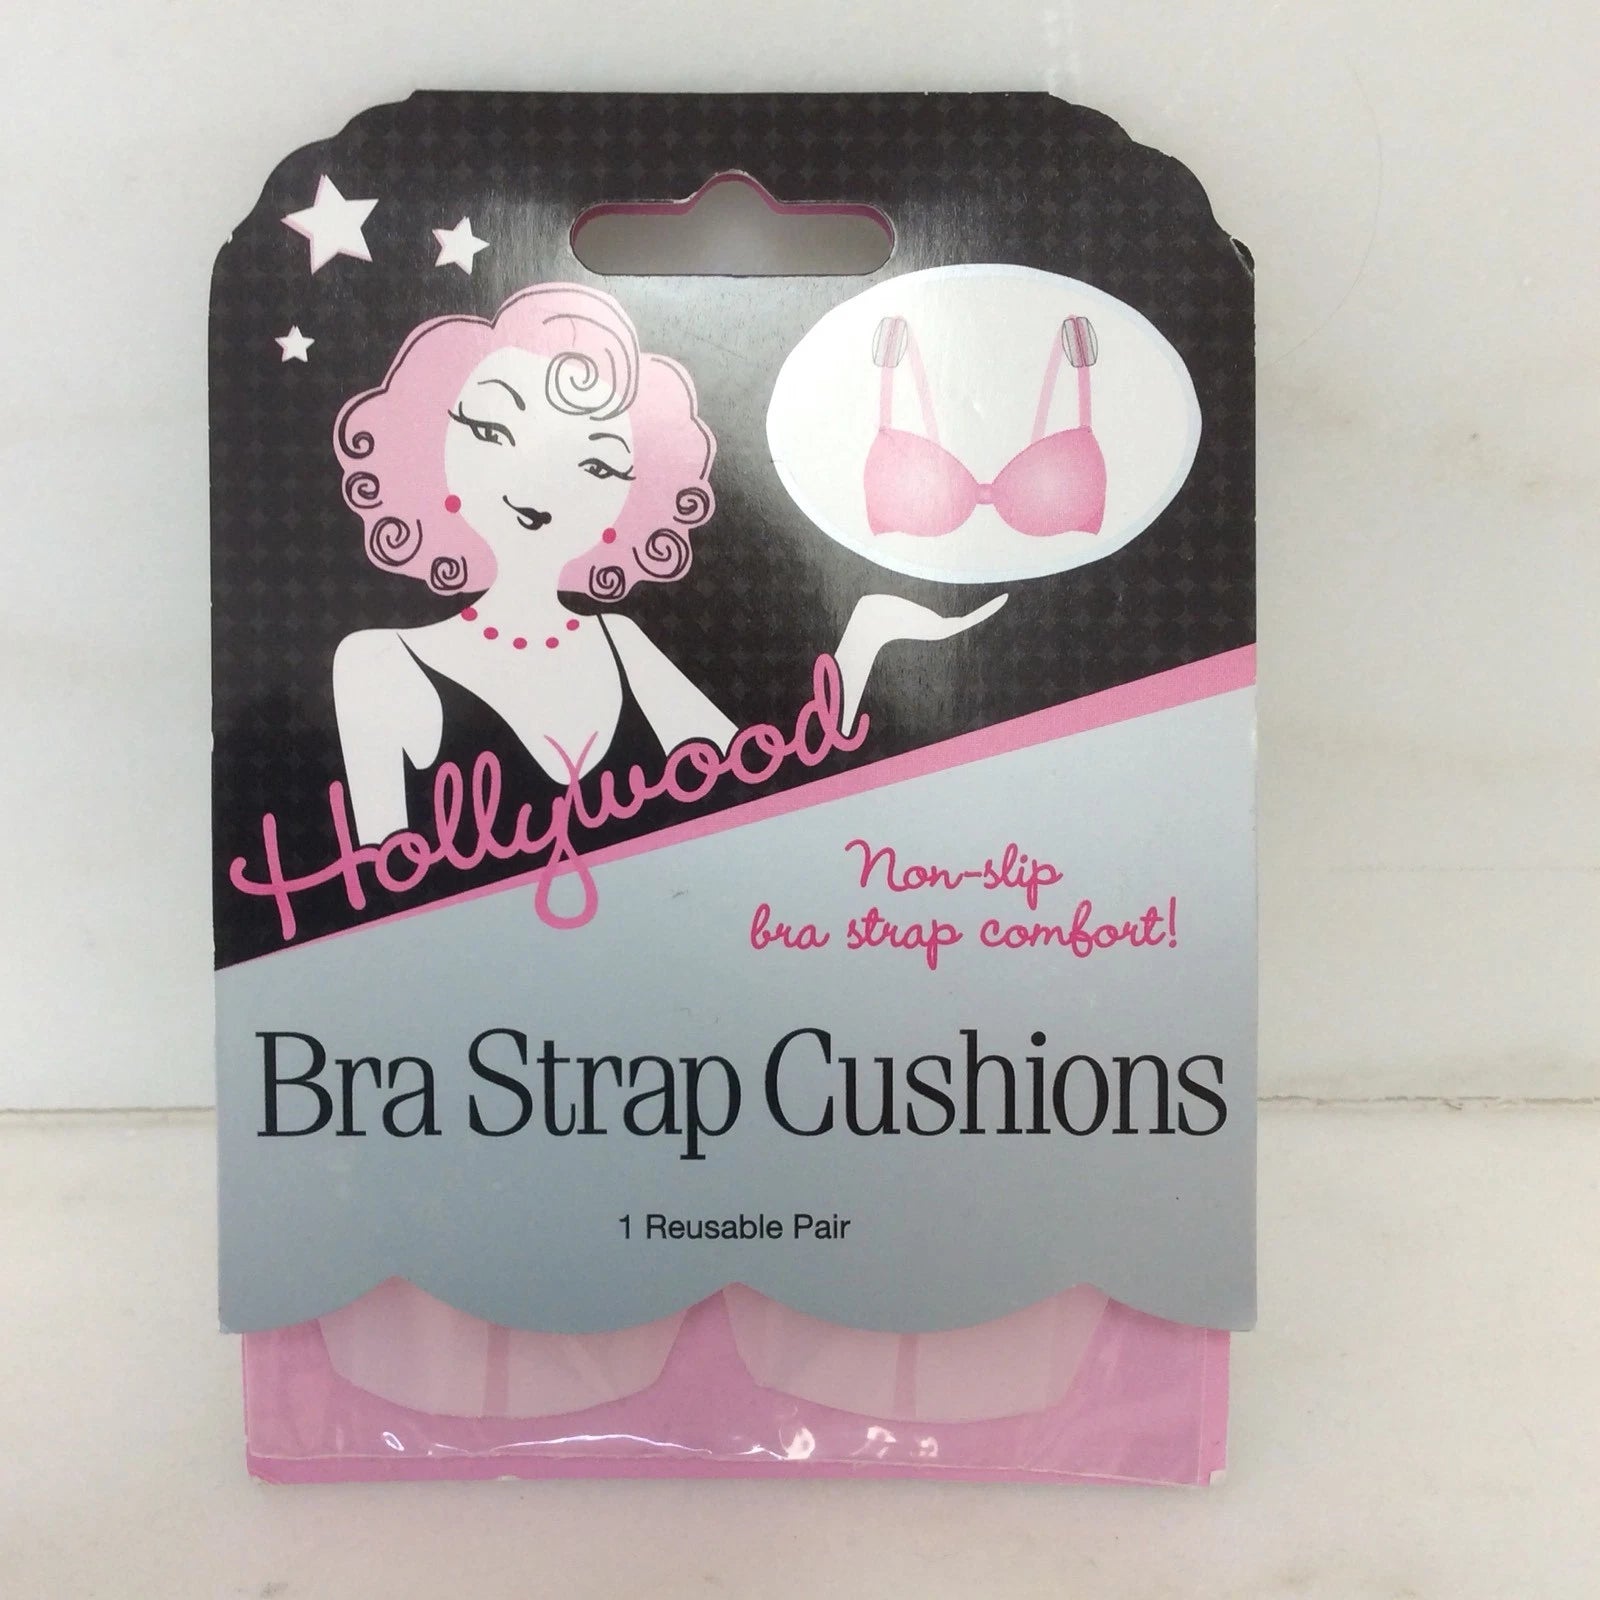 Hollywood
Non-slip
bra strap comfort!
Bra Strap Cushions
1 Reusable Pair